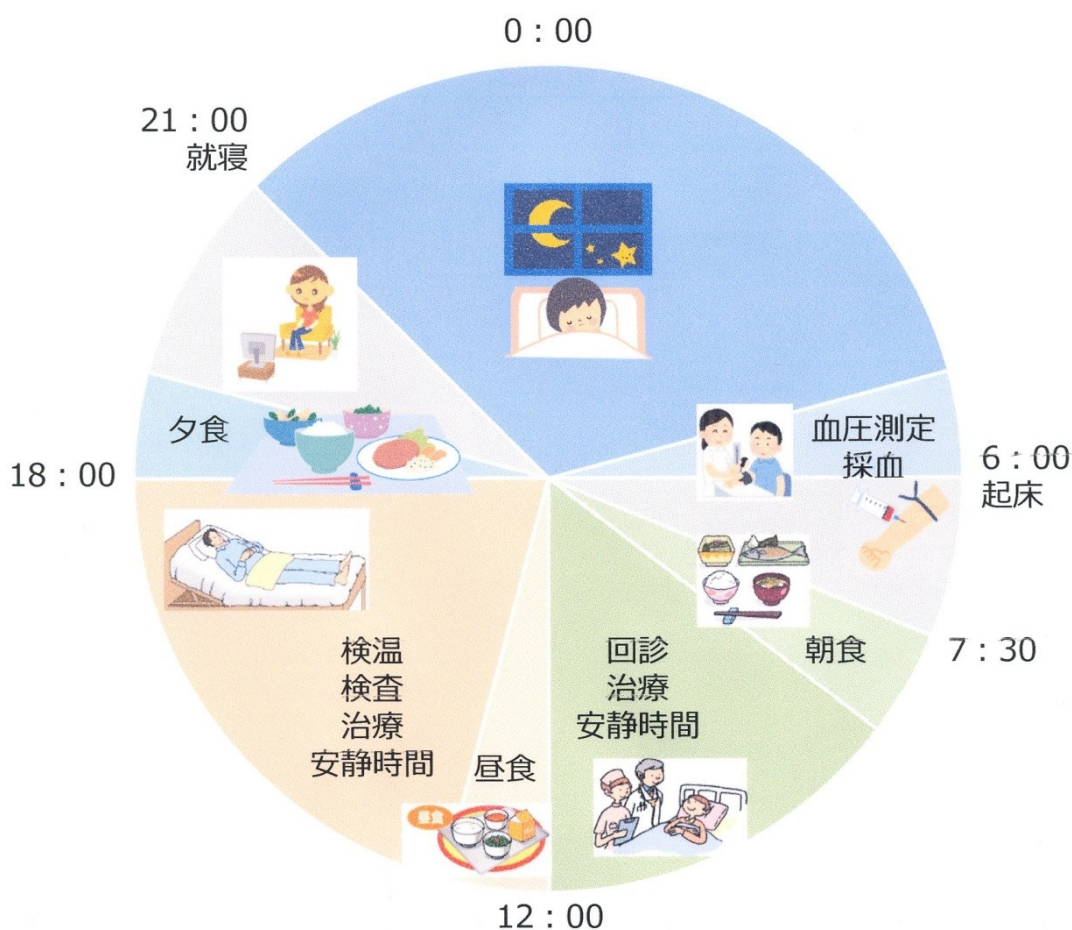 0:00
21:00
就寝
血圧測定
採血
6:00
起床
夕食
18:00
朝食
7:30
回診
治療
安静時間
検温
検査
治療
安静時間
昼食
昼食
12:00